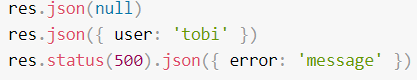 res.json(null)
res.json({ user: 'tobi' })
res.status(500).json({ error: 'message' })